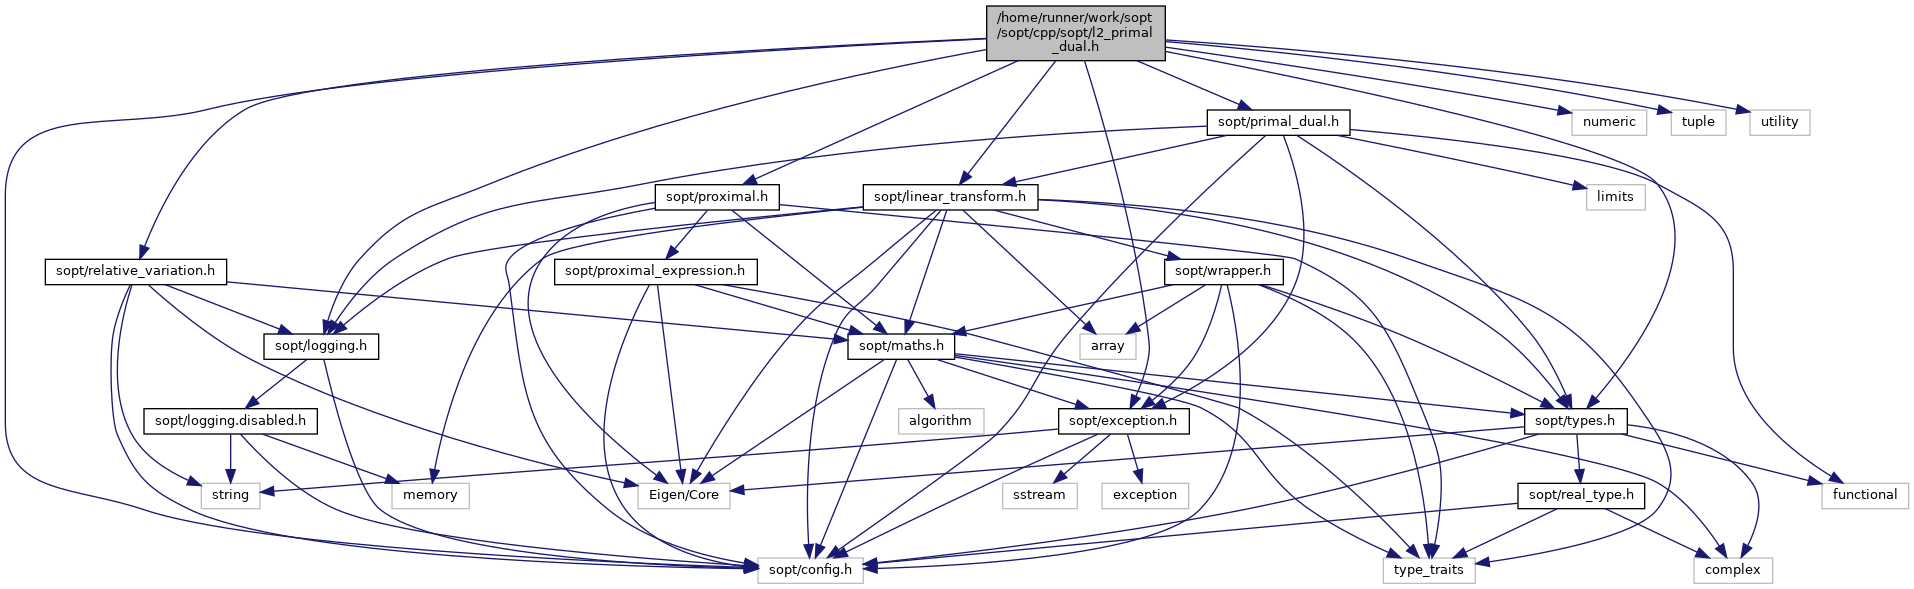 /home/runner/work/sopt
/sopt/cpp/sopt/l2_primal
_dual.h
sopt/primal_dual.h
numeric
tuple
utility
sopt/proximal.h
sopt/linear_transform.h
limits
sopt/relative_variation.h
sopt/proximal_expression.h
sopt/wrapper.h
sopt/logging.h
sopt/maths.h
array
sopt/logging.disabled.h
algorithm
sopt/exception.h
sopt/types.h
string
memory
Eigen/Core
sstream
exception
sopt/real_type.h
functional
sopt/config.h
type_traits
complex